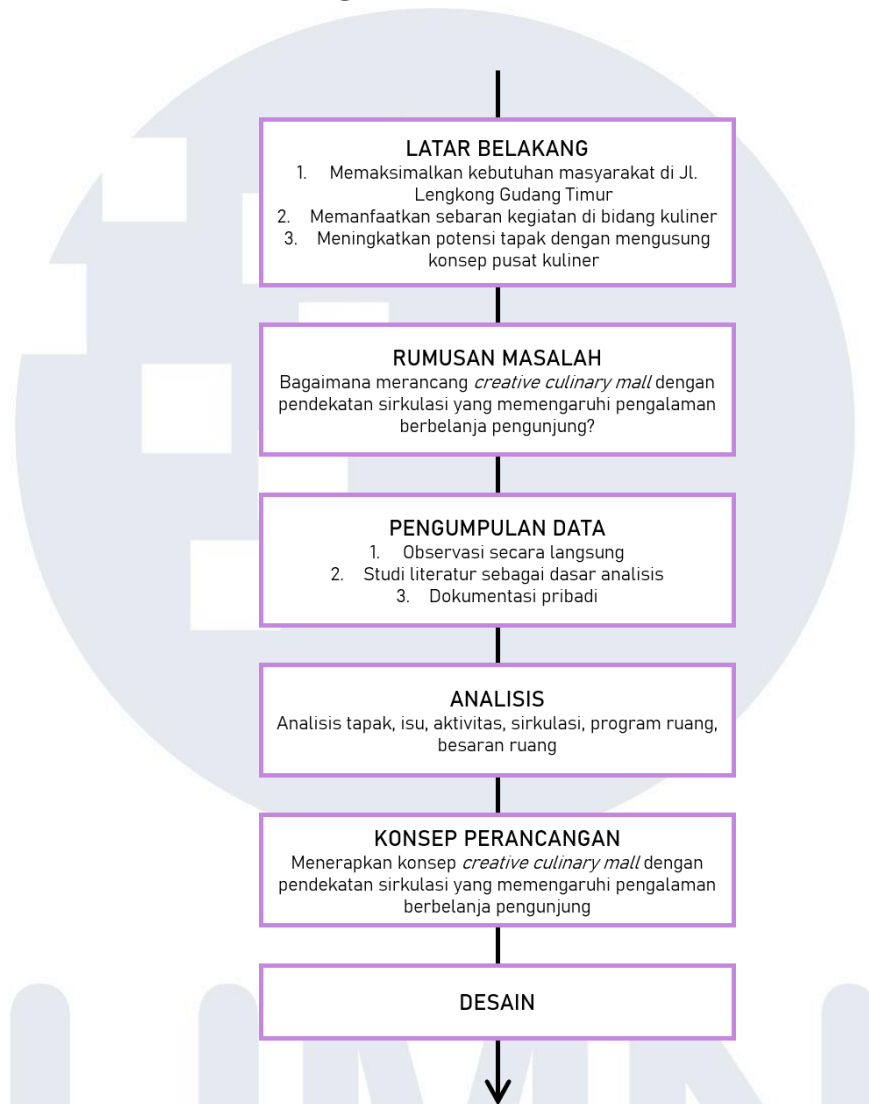 LATAR BELAKANG
1. Memaksimalkan kebutuhan masyarakat di Jl.
Lengkong Gudang Timur
2. Memanfaatkan sebaran kegiatan di bidang kuliner
3. Meningkatkan potensi tapak dengan mengusung
konsep pusat kuliner
RUMUSAN MASALAH
Bagaimana merancang creative culinary mall dengan
pendekatan sirkulasi yang memengaruhi pengalaman
berbelanja pengunjung?
PENGUMPULAN DATA
1. Observasi secara langsung
2. Studi literatur sebagai dasar analisis
3. Dokumentasi pribadi
ANALISIS
Analisis tapak, isu, aktivitas, sirkulasi, program ruang,
besaran ruang
KONSEP PERANCANGAN
Menerapkan konsep creative culinary mall dengan
pendekatan sirkulasi yang memengaruhi pengalaman
berbelanja pengunjung
DESAIN